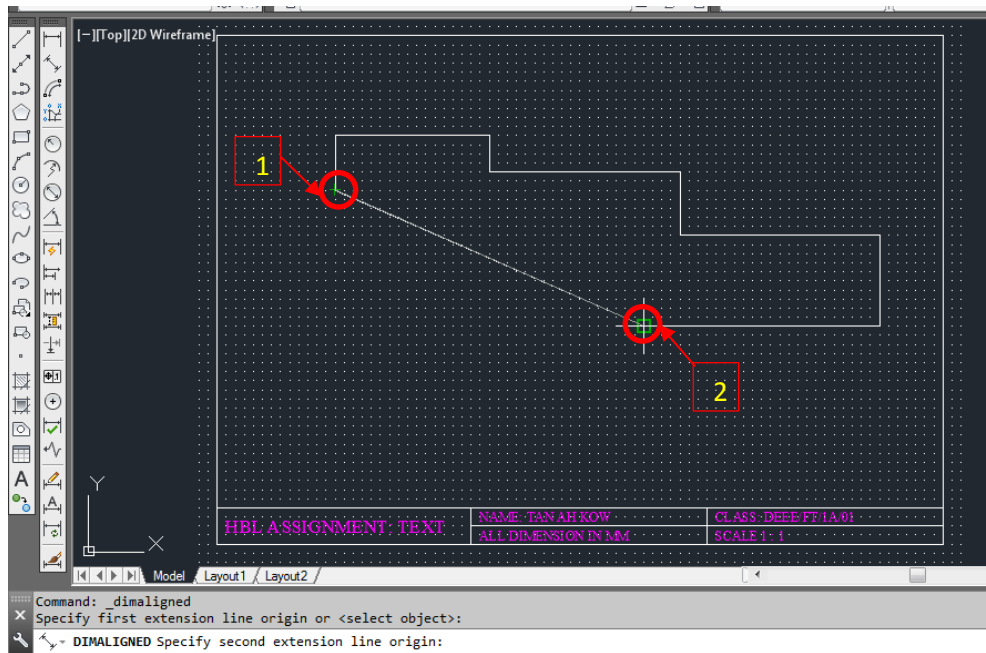 [−][Top][2D Wireframe]
1
2
A
Y
X
HBL ASSIGNMENT: TEXT
NAME: TAN AH KOW
CLASS: DEEE/FT/1A/01
ALL DIMENSION IN MM
SCALE 1 : 1
Model
Layout1
Layout2
Command: _dimaligned
Specify first extension line origin or <select object>:
DIMALIGNED Specify second extension line origin: